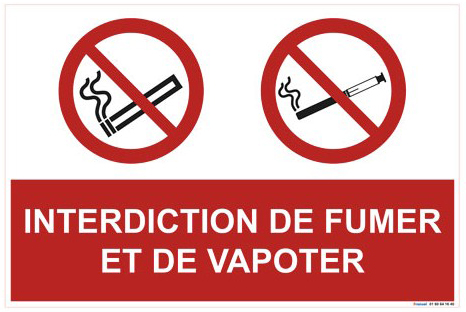 INTERDICTION DE FUMER
ET DE VAPOTER